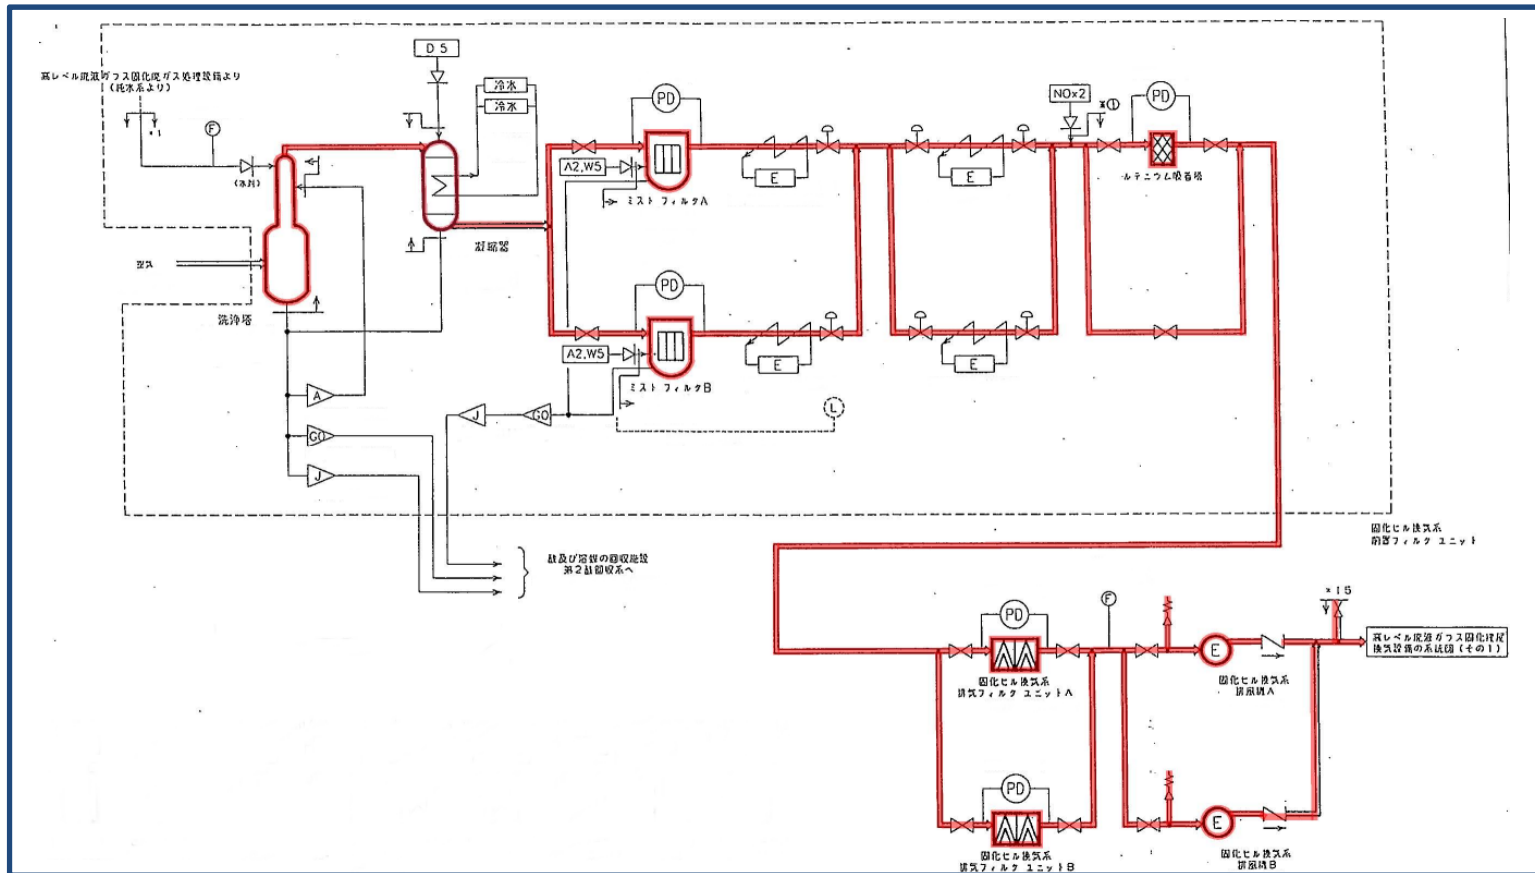 高レベル廃液ガラス固化廃ガス処理設備より
(純水系より)
*1
F
(水封)
空気
洗浄塔
A
GO
J
D 5
冷水
冷水
凝縮器
PD
A2,W5
ミスト フィルタA
E
PD
A2,W5
ミスト フィルタB
E
J
GO
L
E
E
NOx2
*①
PD
ルテニウム吸着塔
酸及び溶媒の回収施設
第2酸回収系へ
固化セル換気系
前置フィルタ ユニット
PD
固化セル換気系
排気フィルタ ユニットA
F
E
固化セル換気系
排風機A
*15
高レベル廃液ガラス固化建屋
換気設備の系統図(その1)
PD
固化セル換気系
排気フィルタ ユニットB
E
固化セル換気系
排風機B